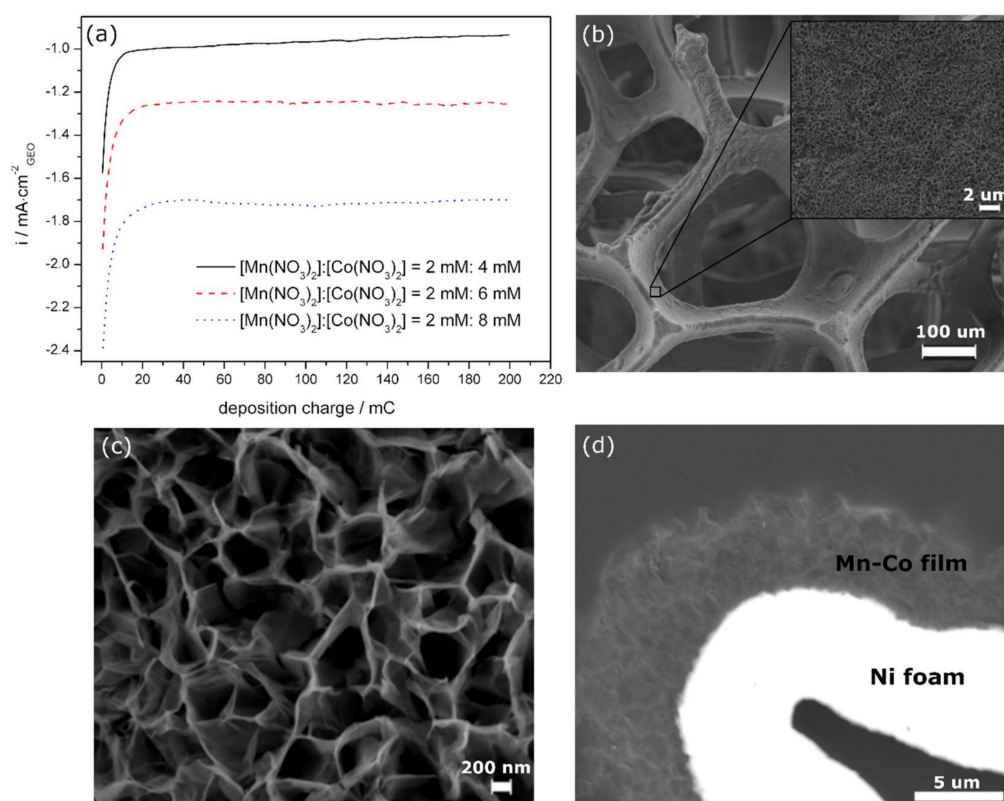 (a)
-1.0
-1.2
-1.4
-1.6
-1.8
-2.0
-2.2
-2.4
i / mA·cm⁻²GEO
[Mn(NO₃)₂]:[Co(NO₃)₂] = 2 mM: 4 mM
[Mn(NO₃)₂]:[Co(NO₃)₂] = 2 mM: 6 mM
[Mn(NO₃)₂]:[Co(NO₃)₂] = 2 mM: 8 mM
0 20 40 60 80 100 120 140 160 180 200 220
deposition charge / mC
(b)
2 um
100 um
(c)
200 nm
(d)
Mn-Co film
Ni foam
5 um